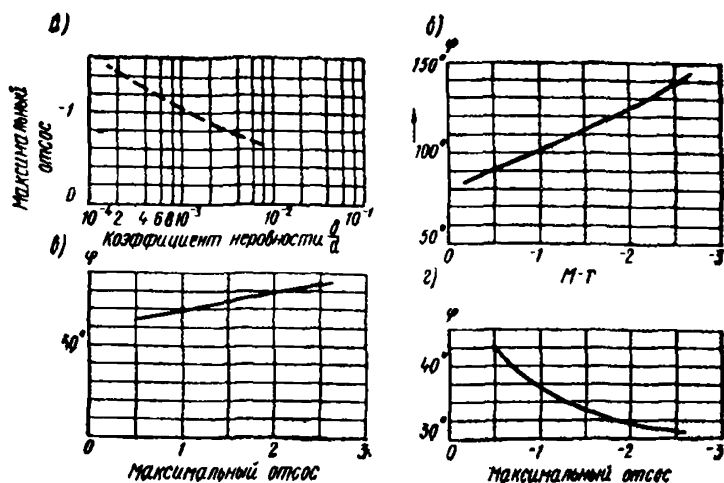 а)
Максимальный
отсос
-1
0
10⁻⁴ 2 4 6 8 10⁻³ 10⁻² 10⁻¹
Коэффициент неровности
б)
φ
150°
100°
50°
0 -1 -2 -3
М-т
в)
φ
50°
0 1 2 3
Максимальный отсос
г)
φ
40°
30°
0 -1 -2 -3
Максимальный отсос